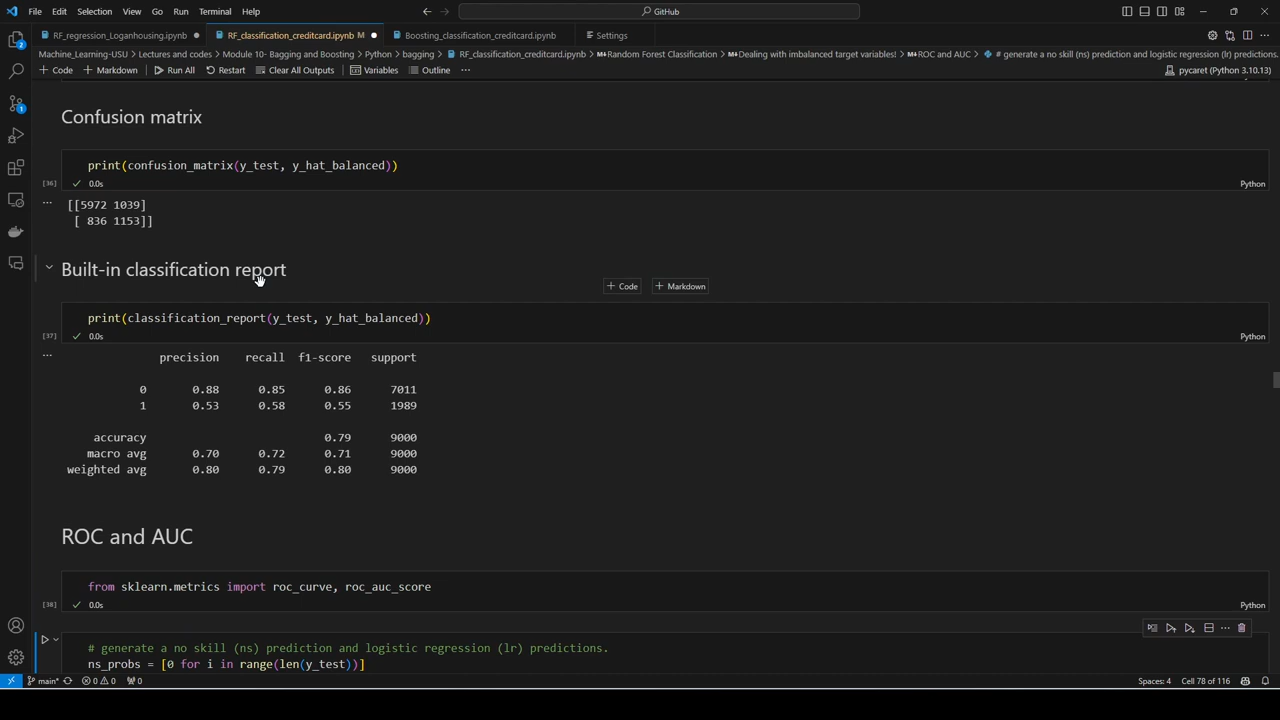 File Edit Selection View Go Run Terminal Help
GitHub
RF_regression_Loganhousing.ipynb
RF_classification_creditcard.ipynb M
Boosting_classification_creditcard.ipynb
Settings
Machine_Learning-USU > Lectures and codes > Module 10- Bagging and Boosting > Python > bagging > RF_classification_creditcard.ipynb > Random Forest Classification > Dealing with imbalanced target variables! > ROC and AUC > # generate a no skill (ns) prediction and logistic regression (lr) predictions.
+ Code + Markdown Run All Restart Clear All Outputs Variables Outline ...
pycaret (Python 3.10.13)
Confusion matrix
print(confusion_matrix(y_test, y_hat_balanced))
[36] 0.0s Python
[[5972 1039]
[ 836 1153]]
Built-in classification report
+ Code + Markdown
print(classification_report(y_test, y_hat_balanced))
[37] 0.0s Python
precision recall f1-score support
0 0.88 0.85 0.86 7011
1 0.53 0.58 0.55 1989
accuracy 0.79 9000
macro avg 0.70 0.72 0.71 9000
weighted avg 0.80 0.79 0.80 9000
ROC and AUC
from sklearn.metrics import roc_curve, roc_auc_score
[38] 0.0s Python
# generate a no skill (ns) prediction and logistic regression (lr) predictions.
ns_probs = [0 for i in range(len(y_test))]
main* 0 0 0 Spaces: 4 Cell 78 of 116